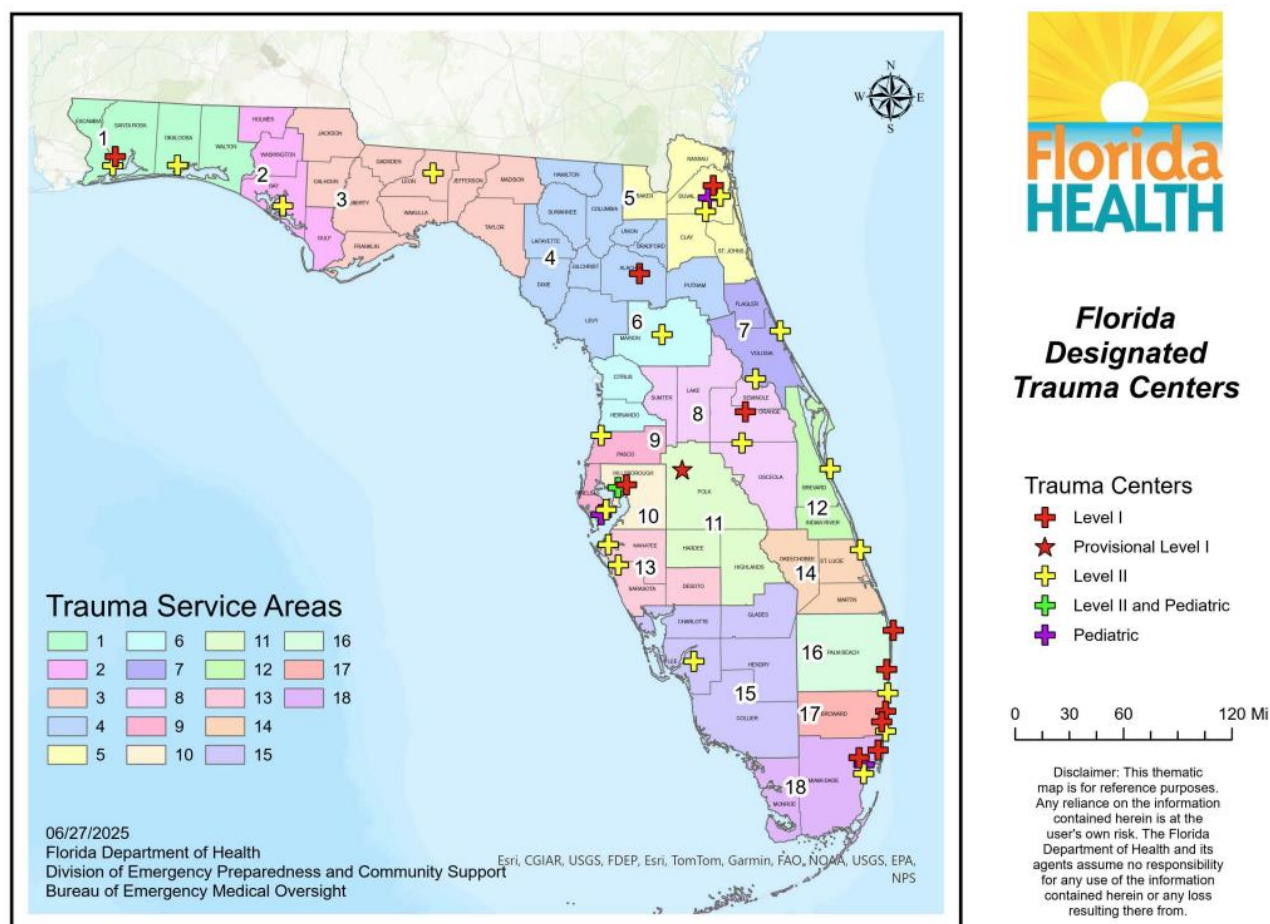 N
W E
S
ESCAMBIA
SANTA ROSA
OKALOOSA
WALTON
HOLMES
WASHINGTON
BAY
GULF
JACKSON
CALHOUN
GADSDEN
LIBERTY
LEON
WAKULLA
FRANKLIN
JEFFERSON
MADISON
TAYLOR
HAMILTON
SUWANNEE
COLUMBIA
LAFAYETTE
DIXIE
GILCHRIST
UNION
BRADFORD
LEVY
PUTNAM
BAKER
NASSAU
DUVAL
CLAY
ST. JOHNS
MARION
CITRUS
HERNANDO
FLAGLER
VOLUSIA
SUMTER
LAKE
SEMINOLE
ORANGE
OSCEOLA
PASCO
HILLSBOROUGH
POLK
HARDEE
HIGHLANDS
BREVARD
INDIAN RIVER
MANATEE
SARASOTA
DESOTO
OKEECHOBEE
ST. LUCIE
MARTIN
CHARLOTTE
GLADES
LEE
HENDRY
COLLIER
PALM BEACH
BROWARD
MIAMI-DADE
MONROE
1
2
3
4
5
6
7
8
9
10
11
12
13
14
15
16
17
18
Trauma Service Areas
1 6 11 16
2 7 12 17
3 8 13 18
4 9 14
5 10 15
06/27/2025
Florida Department of Health
Division of Emergency Preparedness and Community Support
Bureau of Emergency Medical Oversight
Esri, CGIAR, USGS, FDEP, Esri, TomTom, Garmin, FAO, NOAA, USGS, EPA,
NPS
Florida
HEALTH
Florida
Designated
Trauma Centers
Trauma Centers
Level I
Provisional Level I
Level II
Level II and Pediatric
Pediatric
0 30 60 120 Mi
Disclaimer: This thematic
map is for reference purposes.
Any reliance on the information
contained herein is at the
user's own risk. The Florida
Department of Health and its
agents assume no responsibility
for any use of the information
contained herein or any loss
resulting there from.